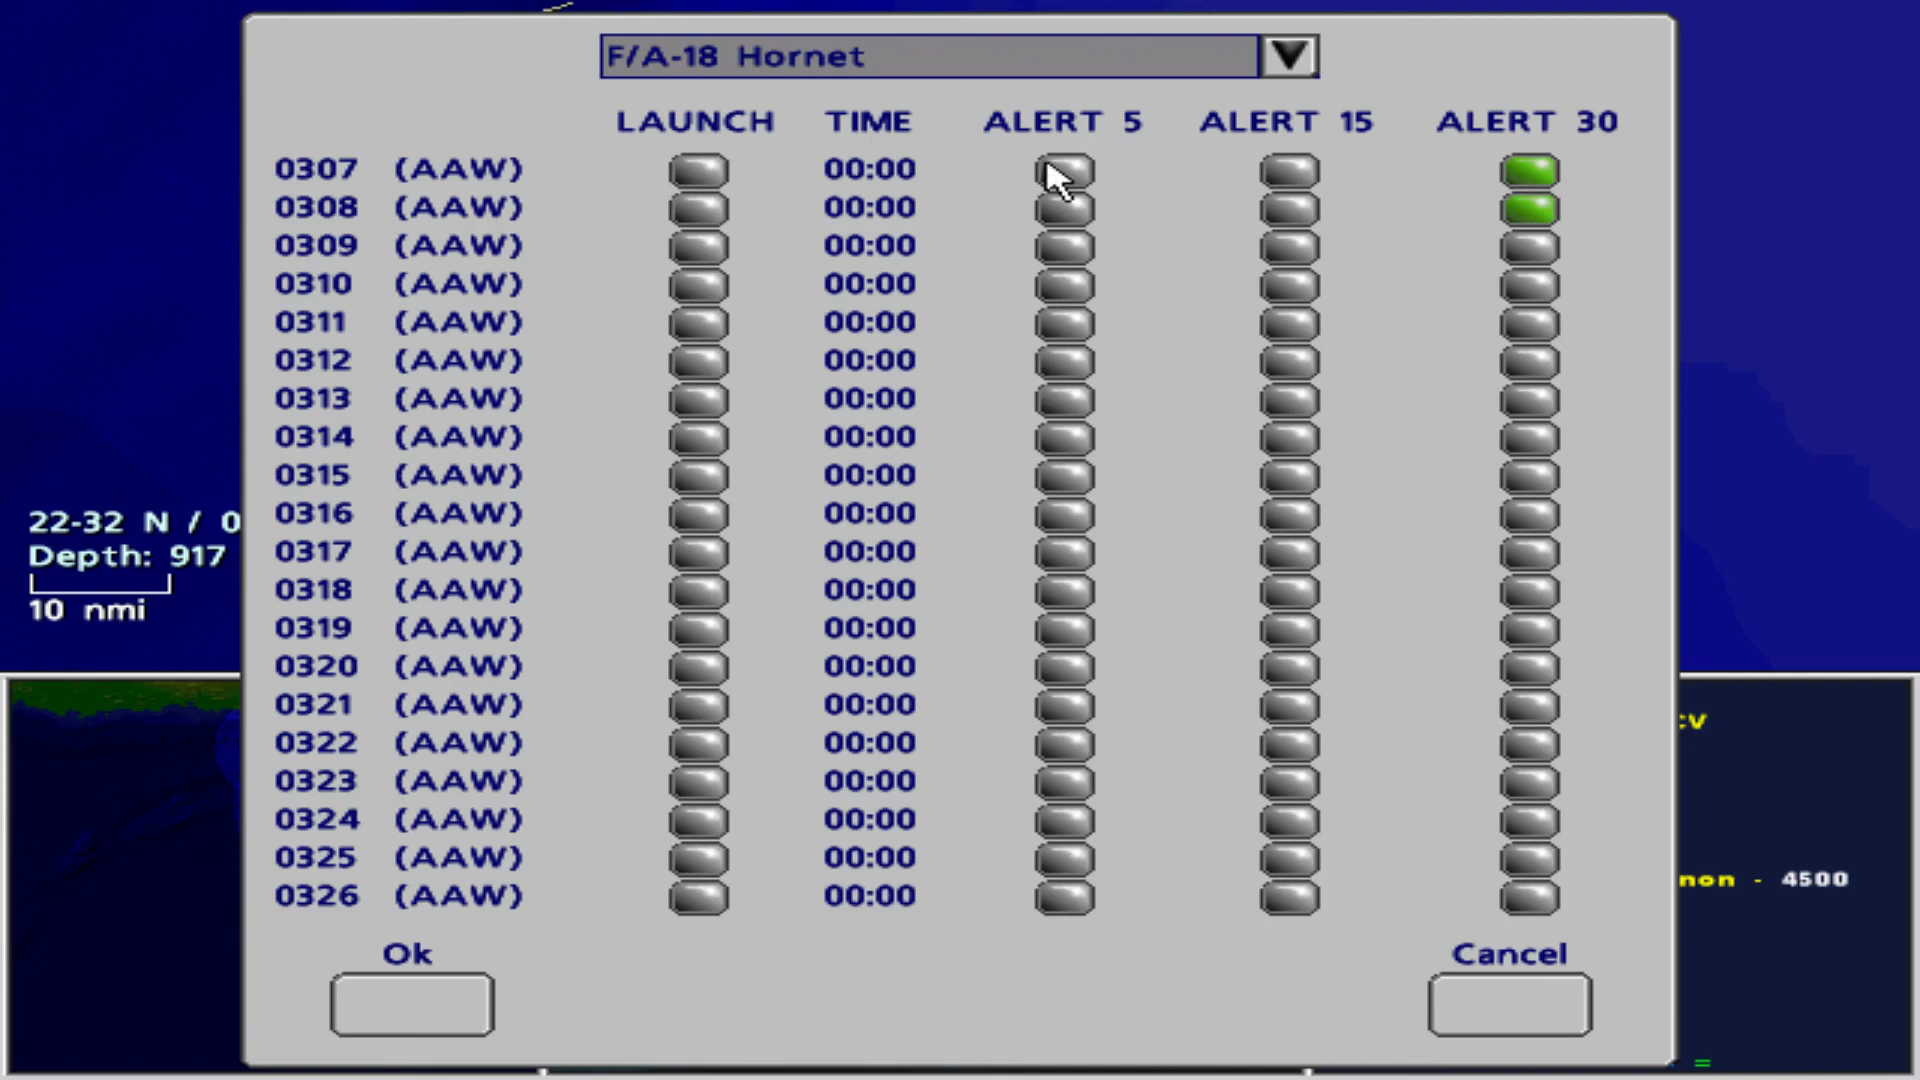 F/A-18 Hornet
LAUNCH TIME ALERT 5 ALERT 15 ALERT 30
0307 (AAW) 00:00
0308 (AAW) 00:00
0309 (AAW) 00:00
0310 (AAW) 00:00
0311 (AAW) 00:00
0312 (AAW) 00:00
0313 (AAW) 00:00
0314 (AAW) 00:00
0315 (AAW) 00:00
0316 (AAW) 00:00
0317 (AAW) 00:00
0318 (AAW) 00:00
0319 (AAW) 00:00
0320 (AAW) 00:00
0321 (AAW) 00:00
0322 (AAW) 00:00
0323 (AAW) 00:00
0324 (AAW) 00:00
0325 (AAW) 00:00
0326 (AAW) 00:00
Ok Cancel
22-32 N / 0
Depth: 917
10 nmi
cv
non - 4500
=